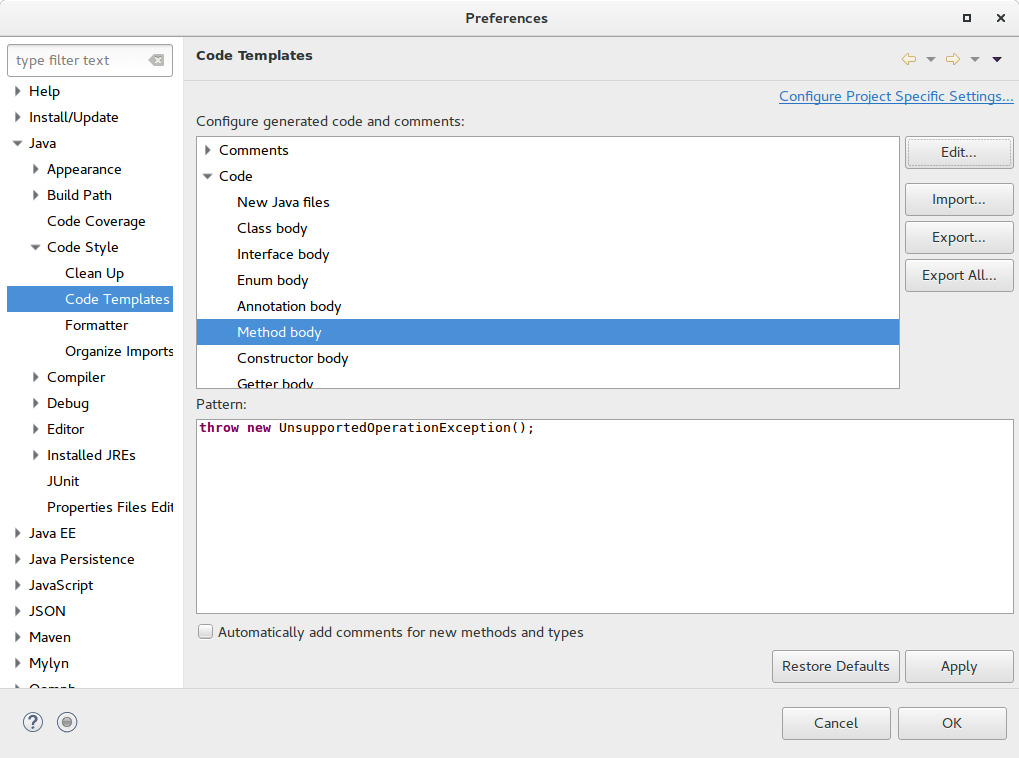 Preferences
type filter text
Help
Install/Update
Java
Appearance
Build Path
Code Coverage
Code Style
Clean Up
Code Templates
Formatter
Organize Imports
Compiler
Debug
Editor
Installed JREs
JUnit
Properties Files Edit
Java EE
Java Persistence
JavaScript
JSON
Maven
Mylyn
Oomph
Code Templates
Configure Project Specific Settings...
Configure generated code and comments:
Comments
Code
New Java files
Class body
Interface body
Enum body
Annotation body
Method body
Constructor body
Getter body
Edit...
Import...
Export...
Export All...
Pattern:
throw new UnsupportedOperationException();
Automatically add comments for new methods and types
Restore Defaults
Apply
?
Cancel
OK